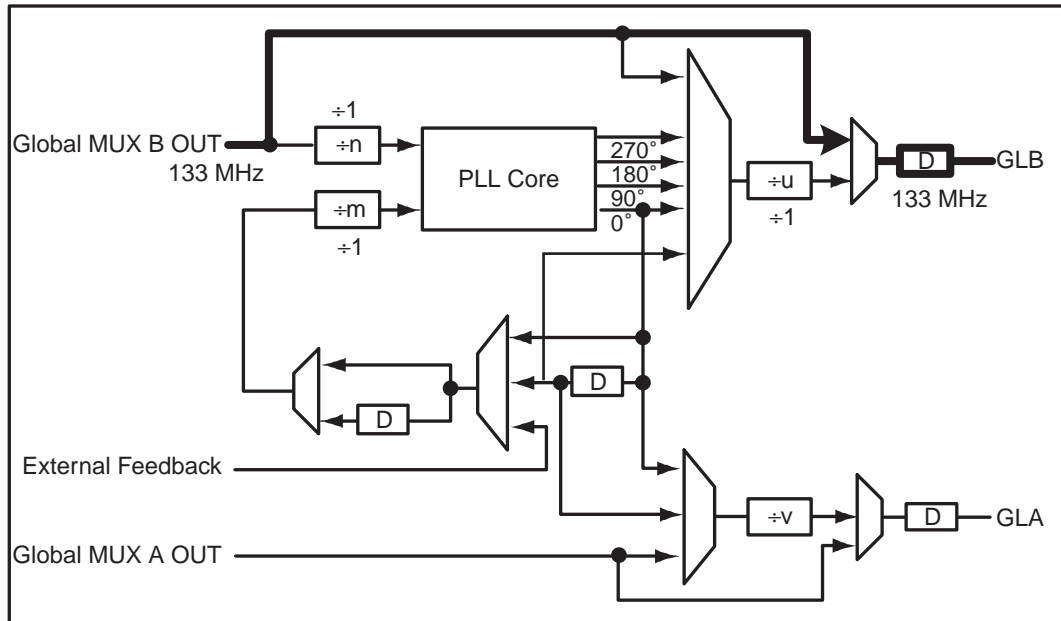 ÷1
Global MUX B OUT
133 MHz
÷n
PLL Core
270°
180°
90°
0°
÷u
÷1
D
133 MHz
GLB
÷m
÷1
D
D
External Feedback
Global MUX A OUT
÷v
D
GLA